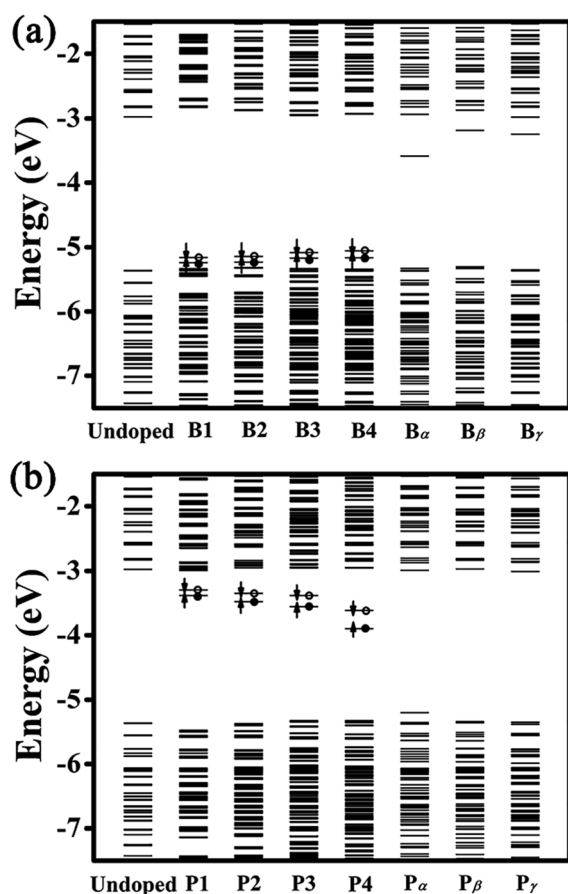 (a)
-2
-3
-4
-5
-6
-7
Energy (eV)
Undoped B1 B2 B3 B4 Bα Bβ Bγ
(b)
-2
-3
-4
-5
-6
-7
Energy (eV)
Undoped P1 P2 P3 P4 Pα Pβ Pγ